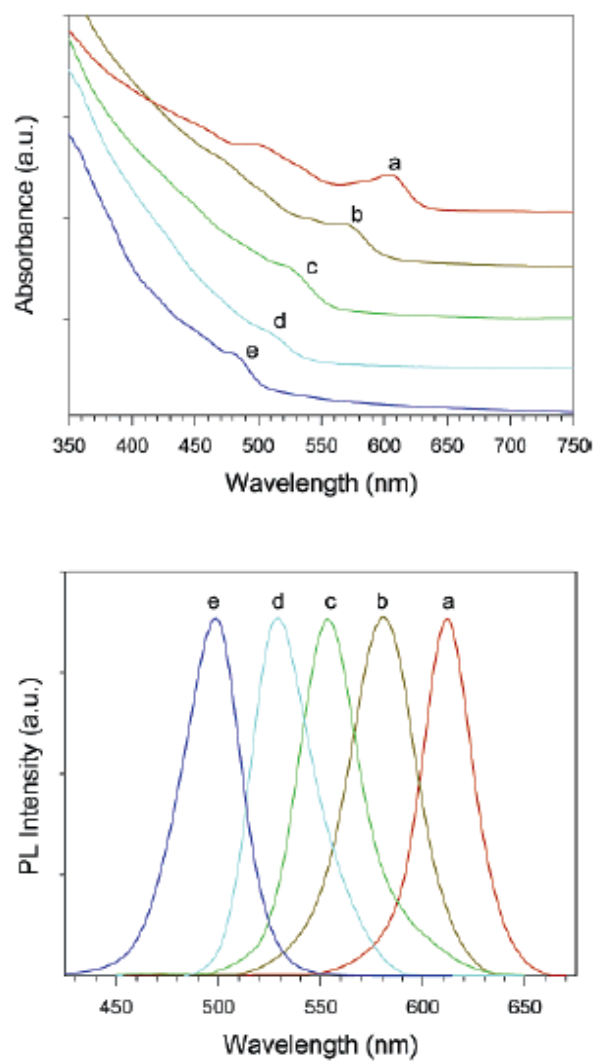 Absorbance (a.u.)
a
b
c
d
e
350 400 450 500 550 600 650 700 750
Wavelength (nm)
PL Intensity (a.u.)
e d c b a
450 500 550 600 650
Wavelength (nm)